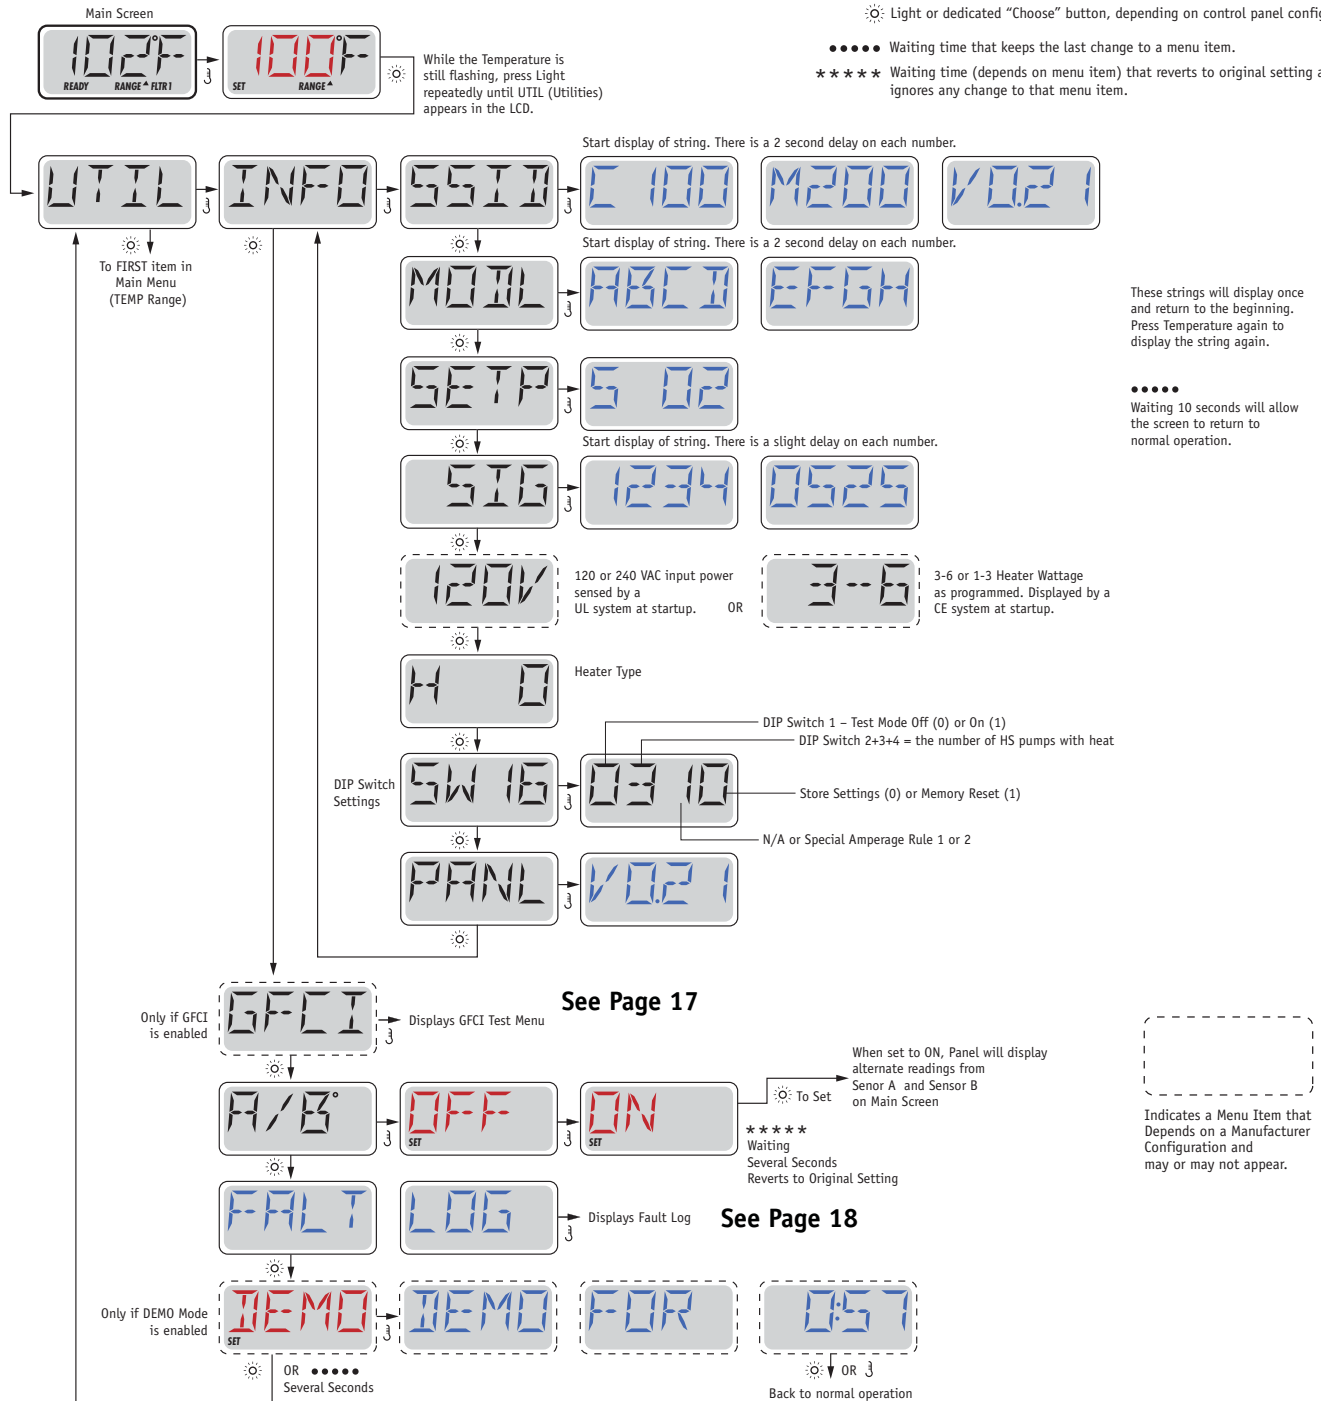 Main Screen
Light or dedicated "Choose" button, depending on control panel config
102°F
READY RANGE FLTR1
100°F
SET RANGE
While the Temperature is
still flashing, press Light
repeatedly until UTIL (Utilities)
appears in the LCD.
••••• Waiting time that keeps the last change to a menu item.
***** Waiting time (depends on menu item) that reverts to original setting a
ignores any change to that menu item.
Start display of string. There is a 2 second delay on each number.
UTIL
INFO
SSID
C 100
M200
V0.21
To FIRST item in
Main Menu
(TEMP Range)
Start display of string. There is a 2 second delay on each number.
MODL
ABCD
EFGH
These strings will display once
and return to the beginning.
Press Temperature again to
display the string again.
•••••
Waiting 10 seconds will allow
the screen to return to
normal operation.
SETP
S 02
Start display of string. There is a slight delay on each number.
SIG
1234
0525
120V
120 or 240 VAC input power
sensed by a
UL system at startup.
OR
3-6
3-6 or 1-3 Heater Wattage
as programmed. Displayed by a
CE system at startup.
H 0
Heater Type
DIP Switch 1 – Test Mode Off (0) or On (1)
DIP Switch 2+3+4 = the number of HS pumps with heat
DIP Switch
Settings
SW16
0310
Store Settings (0) or Memory Reset (1)
N/A or Special Amperage Rule 1 or 2
PANL
V0.21
Only if GFCI
is enabled
GFCI
Displays GFCI Test Menu
See Page 17
A/B°
OFF
SET
ON
SET
To Set
When set to ON, Panel will display
alternate readings from
Senor A and Sensor B
on Main Screen
*****
Waiting
Several Seconds
Reverts to Original Setting
Indicates a Menu Item that
Depends on a Manufacturer
Configuration and
may or may not appear.
FALT
LOG
Displays Fault Log
See Page 18
Only if DEMO Mode
is enabled
DEMO
SET
DEMO
FOR
0:57
OR •••••
Several Seconds
OR
Back to normal operation